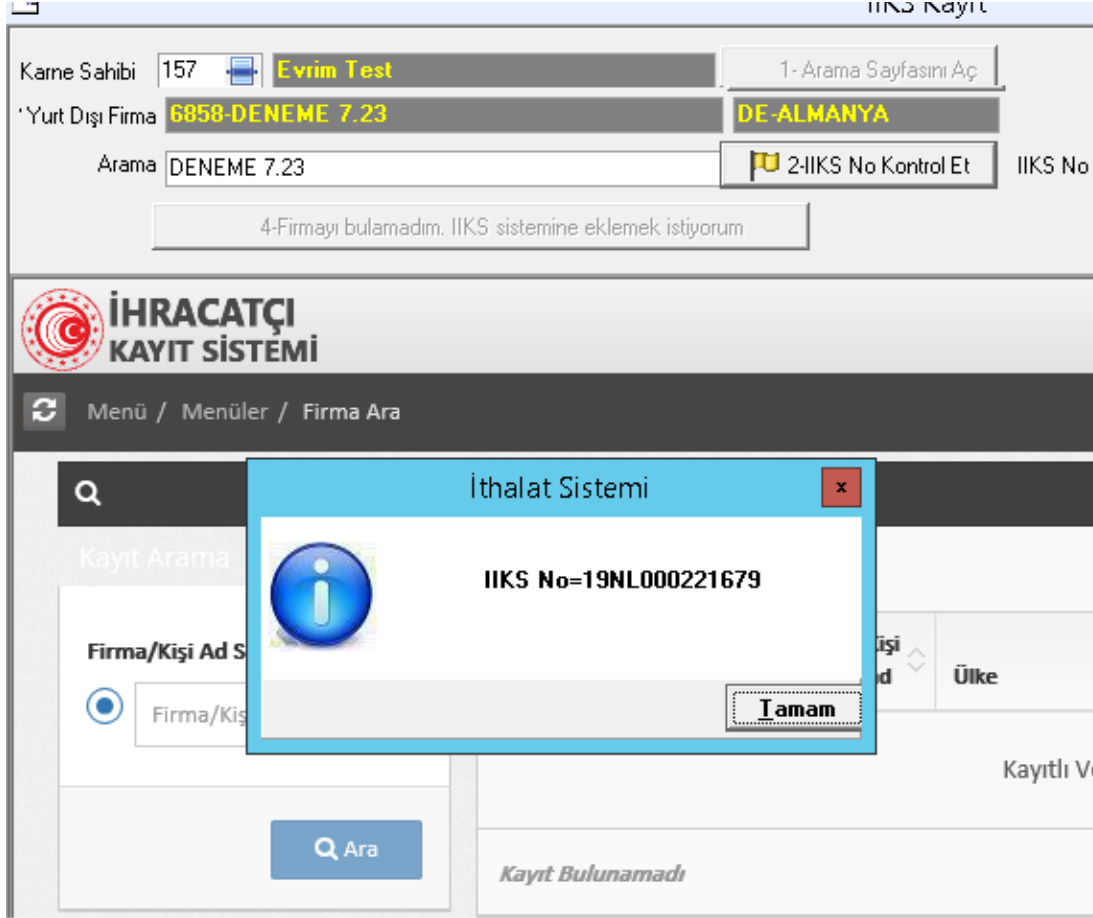 IIKS Kayıt
Karne Sahibi 157 Evrim Test 1- Arama Sayfasını Aç
Yurt Dışı Firma 6858-DENEME 7.23 DE-ALMANYA
Arama DENEME 7.23 2-IIKS No Kontrol Et IIKS No
4-Firmayı bulamadım. IIKS sistemine eklemek istiyorum
İHRACATÇI
KAYIT SİSTEMİ
Menü / Menüler / Firma Ara
İthalat Sistemi x
Kayıt Arama
IIKS No=19NL000221679
Firma/Kişi Ad S
Ülke
Firma/Kiş
Tamam
Kayıtlı V
Ara
Kayıt Bulunamadı